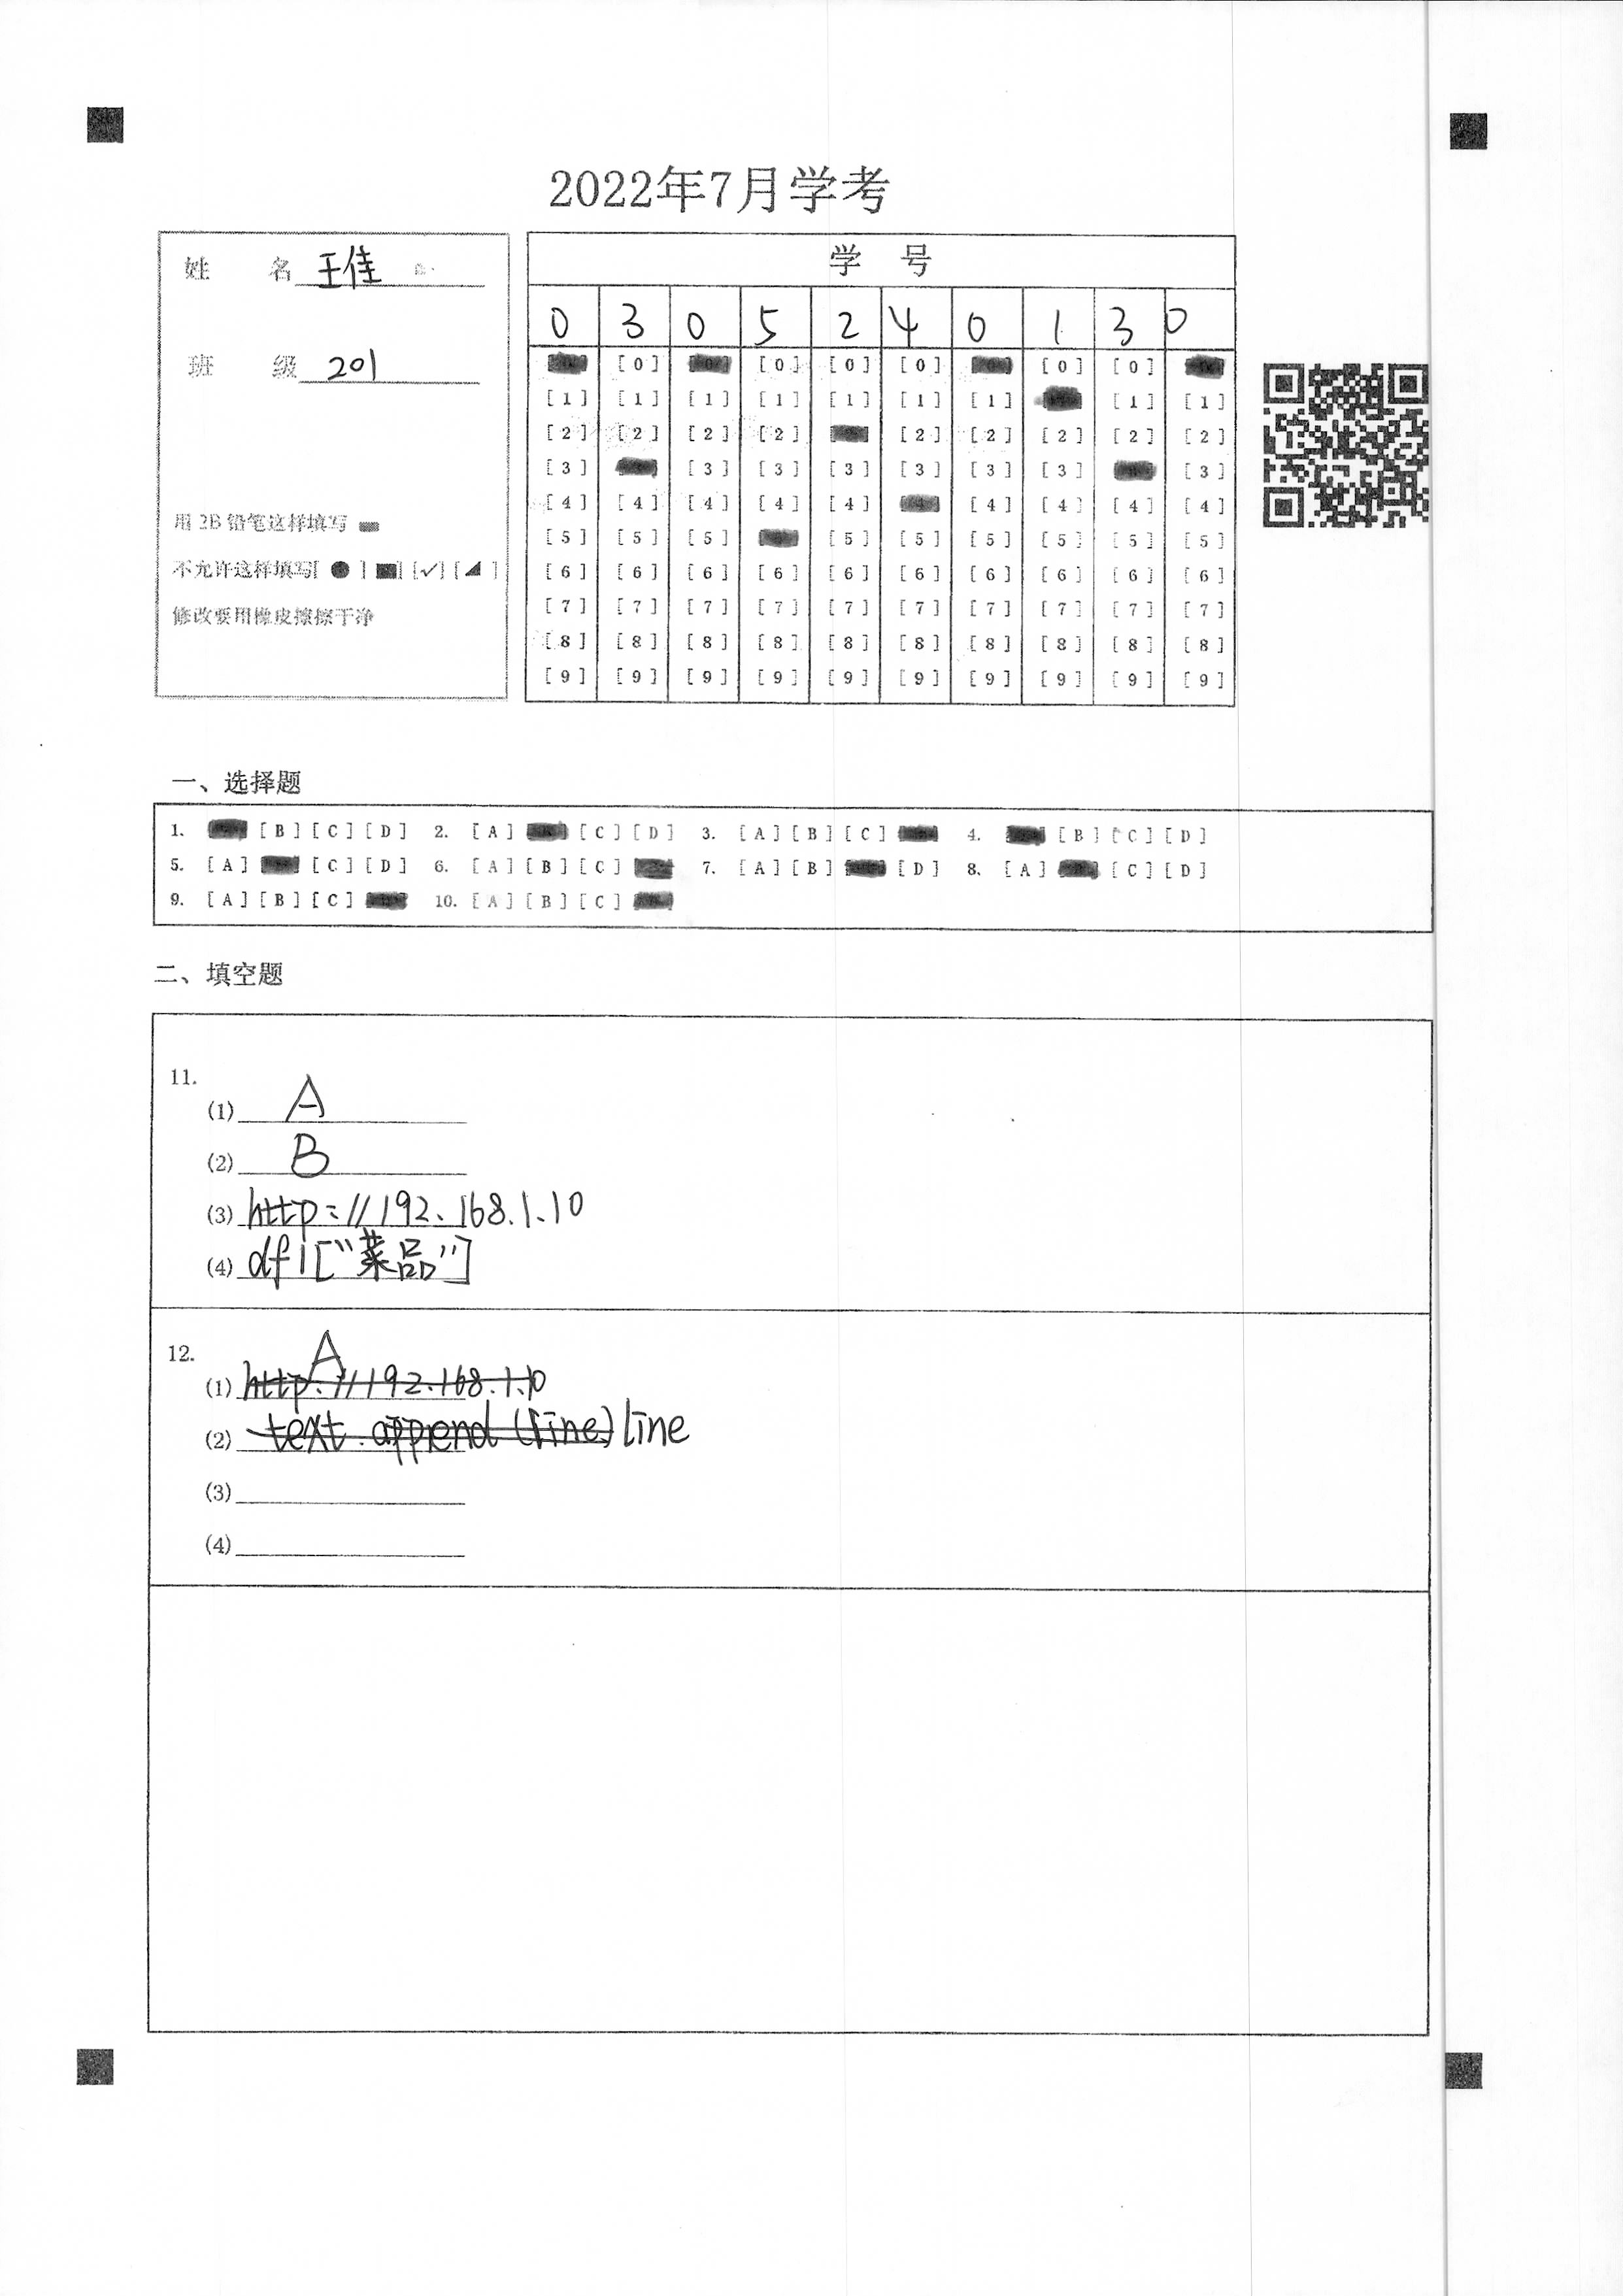 2022年7月学考
姓 名 王佳
班 级 201
用 2B 铅笔这样填写
不允许这样填写[ ● ] [■] [✓] [◢ ]
修改要用橡皮擦擦干净
学 号
0 3 0 5 2 4 0 1 3 0
[0] [0] [0] [0] [0] [0]
[1] [1] [1] [1] [1] [1] [1] [1] [1]
[2] [2] [2] [2] [2] [2] [2] [2] [2]
[3] [3] [3] [3] [3] [3] [3] [3]
[4] [4] [4] [4] [4] [4] [4] [4] [4]
[5] [5] [5] [5] [5] [5] [5] [5] [5]
[6] [6] [6] [6] [6] [6] [6] [6] [6] [6]
[7] [7] [7] [7] [7] [7] [7] [7] [7] [7]
[8] [8] [8] [8] [8] [8] [8] [8] [8] [8]
[9] [9] [9] [9] [9] [9] [9] [9] [9] [9]
一、选择题
1. [B] [C] [D] 2. [A] [C] [D] 3. [A] [B] [C] 4. [B] [C] [D]
5. [A] [C] [D] 6. [A] [B] [C] 7. [A] [B] [D] 8. [A] [C] [D]
9. [A] [B] [C] 10. [A] [B] [C]
二、填空题
11.
(1) A
(2) B
(3) http://192.168.1.10
(4) df1["菜品"]
12.
A
(1) http://192.168.1.10
(2) text.append(line) line
(3)
(4)